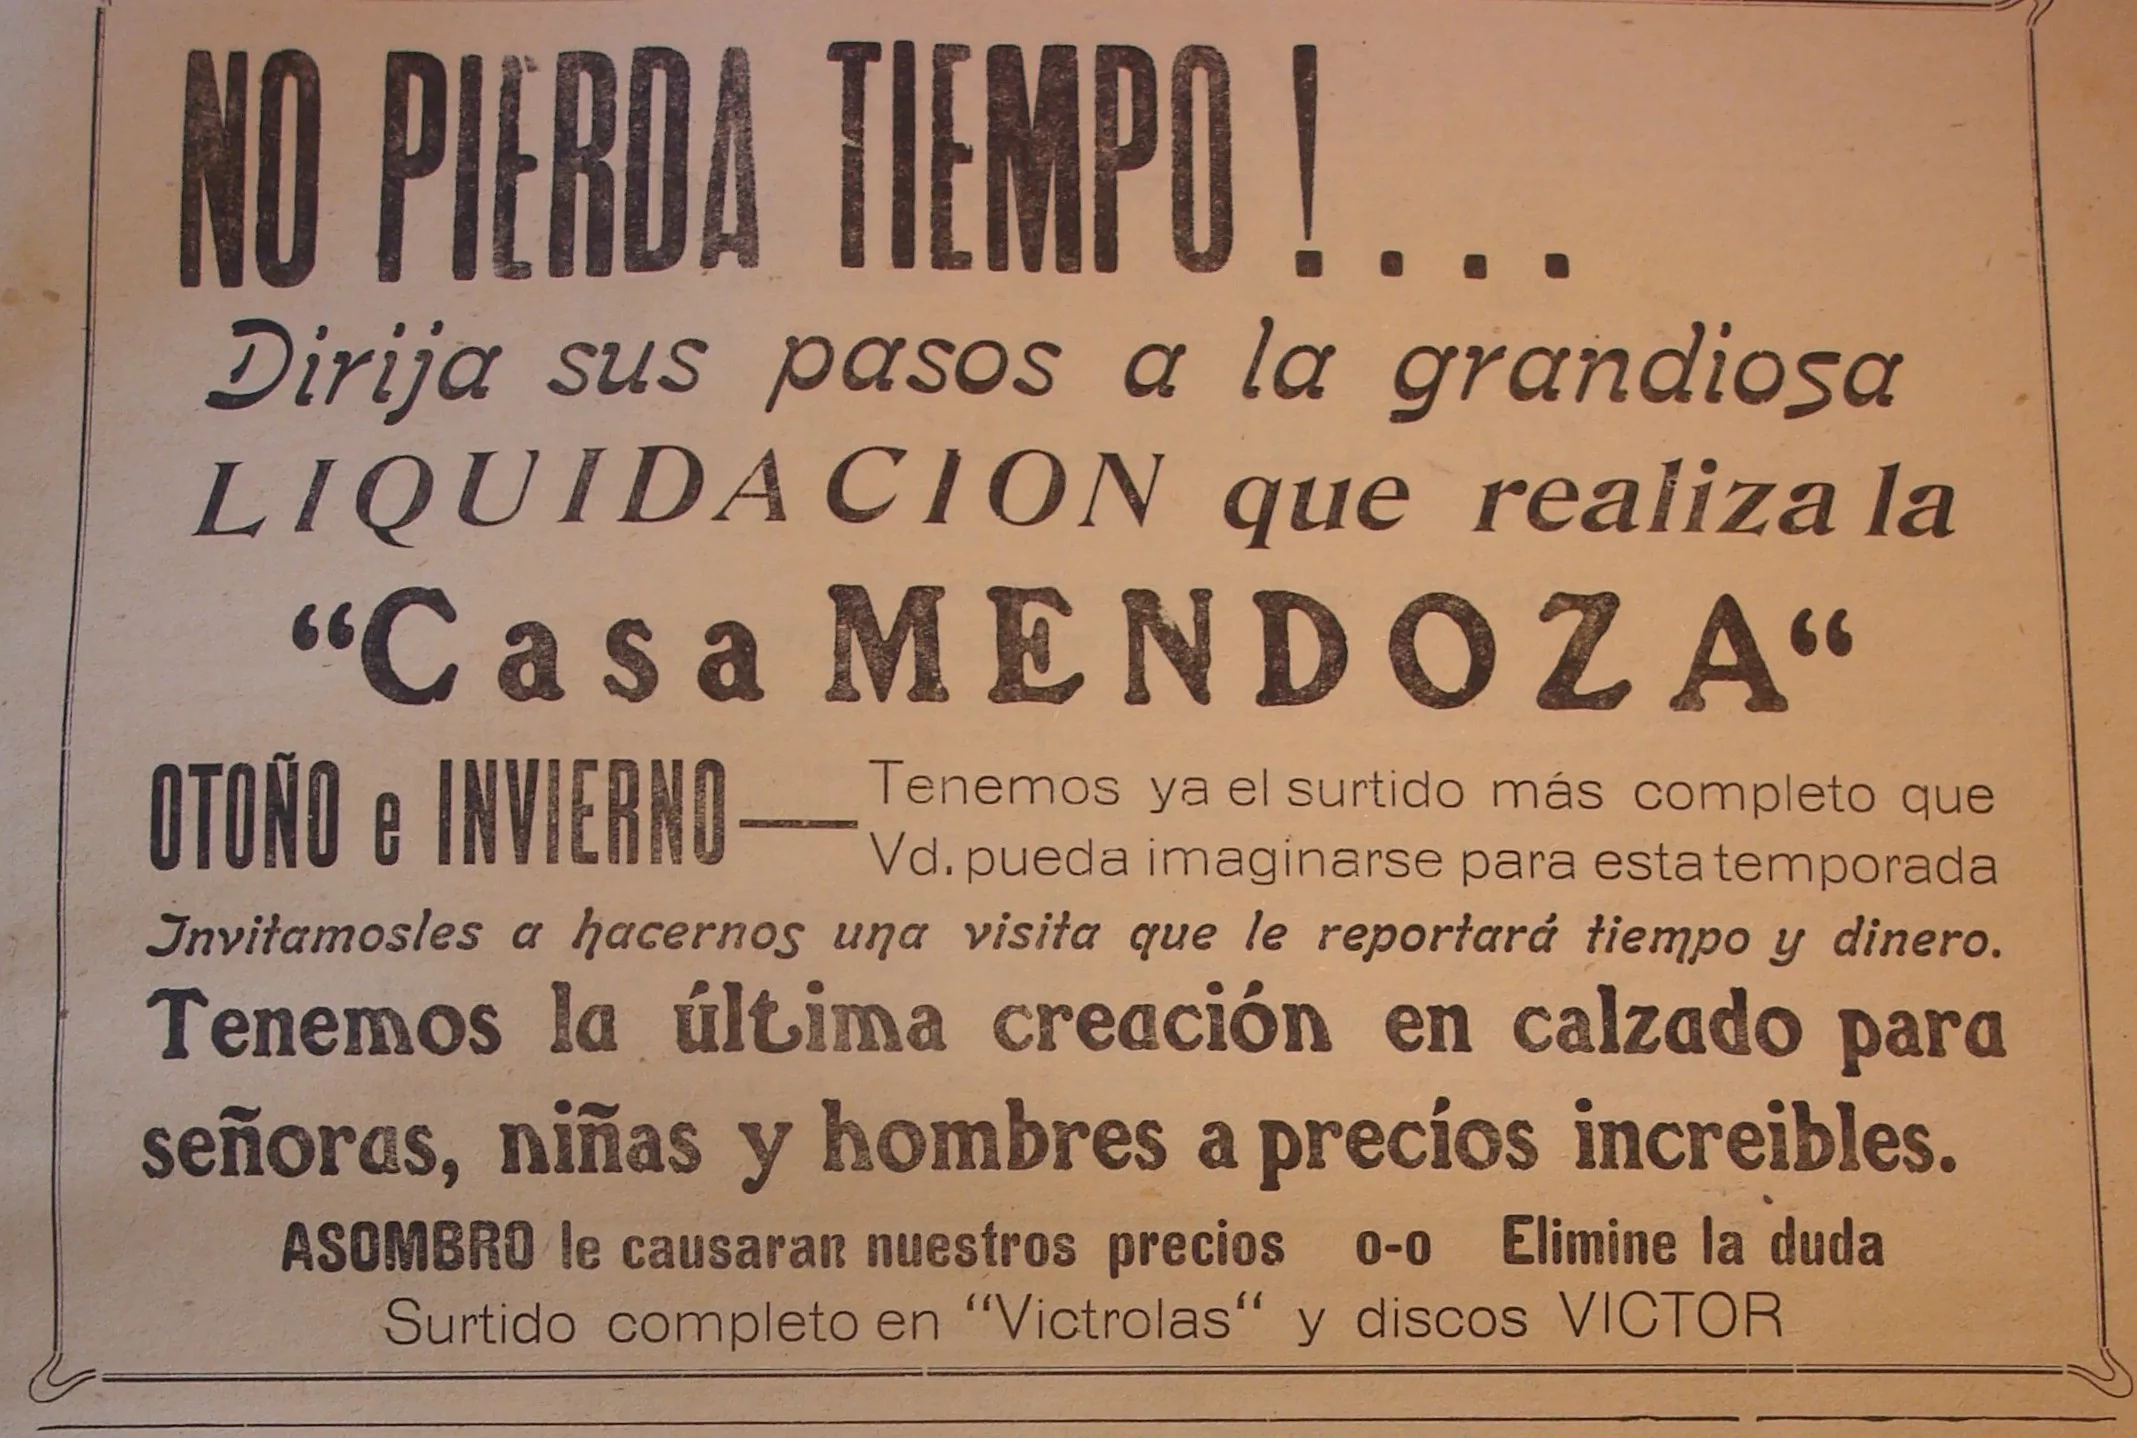 NO PIERDA TIEMPO !....
Dirija sus pasos a la grandiosa
LIQUIDACION que realiza la
“Casa MENDOZA“
OTOÑO e INVIERNO— Tenemos ya el surtido más completo que
Vd. pueda imaginarse para esta temporada
Invitamosles a hacernos una visita que le reportará tiempo y dinero.
Tenemos la última creación en calzado para
señoras, niñas y hombres a precíos increibles.
ASOMBRO le causaran nuestros precios o-o Elimine la duda
Surtido completo en “Victrolas“ y discos VICTOR